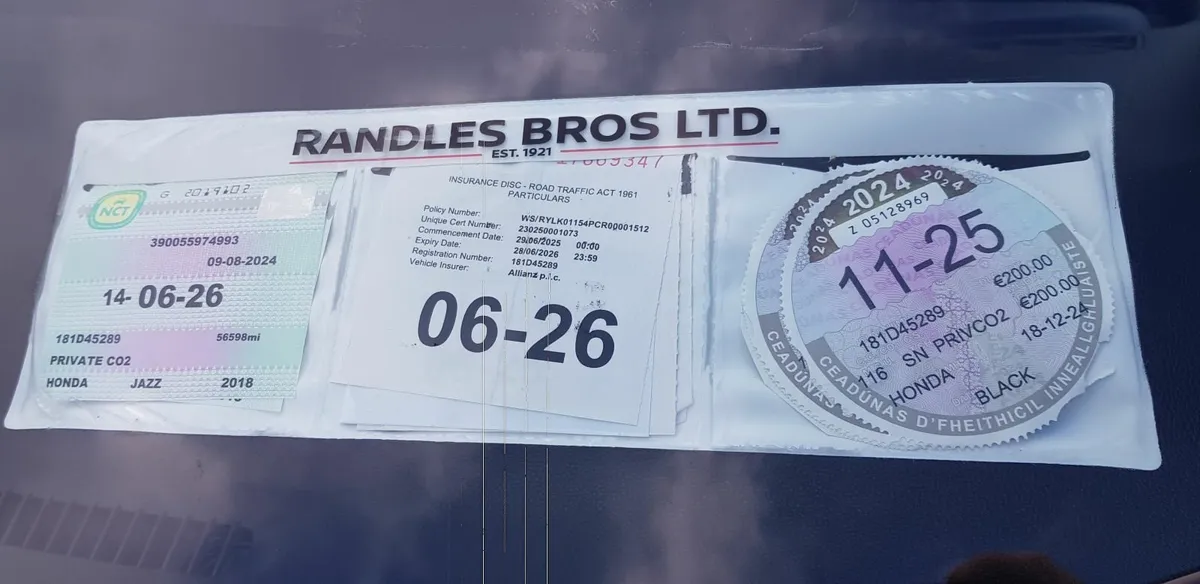 RANDLES BROS LTD.
EST. 1921
NCT
G 2019102
390055974993
09-08-2024
14- 06-26
181D45289 56598mi
PRIVATE CO2
HONDA JAZZ 2018
INSURANCE DISC - ROAD TRAFFIC ACT 1961
PARTICULARS
Policy Number: WS/RYLK01154PCR00001512
Unique Cert Number: 230250001073
Commencement Date: 29/06/2025 00:00
Expiry Date: 28/06/2026 23:59
Registration Number: 181D45289
Vehicle Insurer: Allianz p.l.c.
06-26
2024 2024 2024
Z 05128969
11-25
181D45289 €200.00
116 SN PRIVCO2 €200.00
HONDA BLACK 18-12-24
CEADÚNAS D'FHEITHICIL INNEALLGHLUAISTE
2024
CEADÚNAS